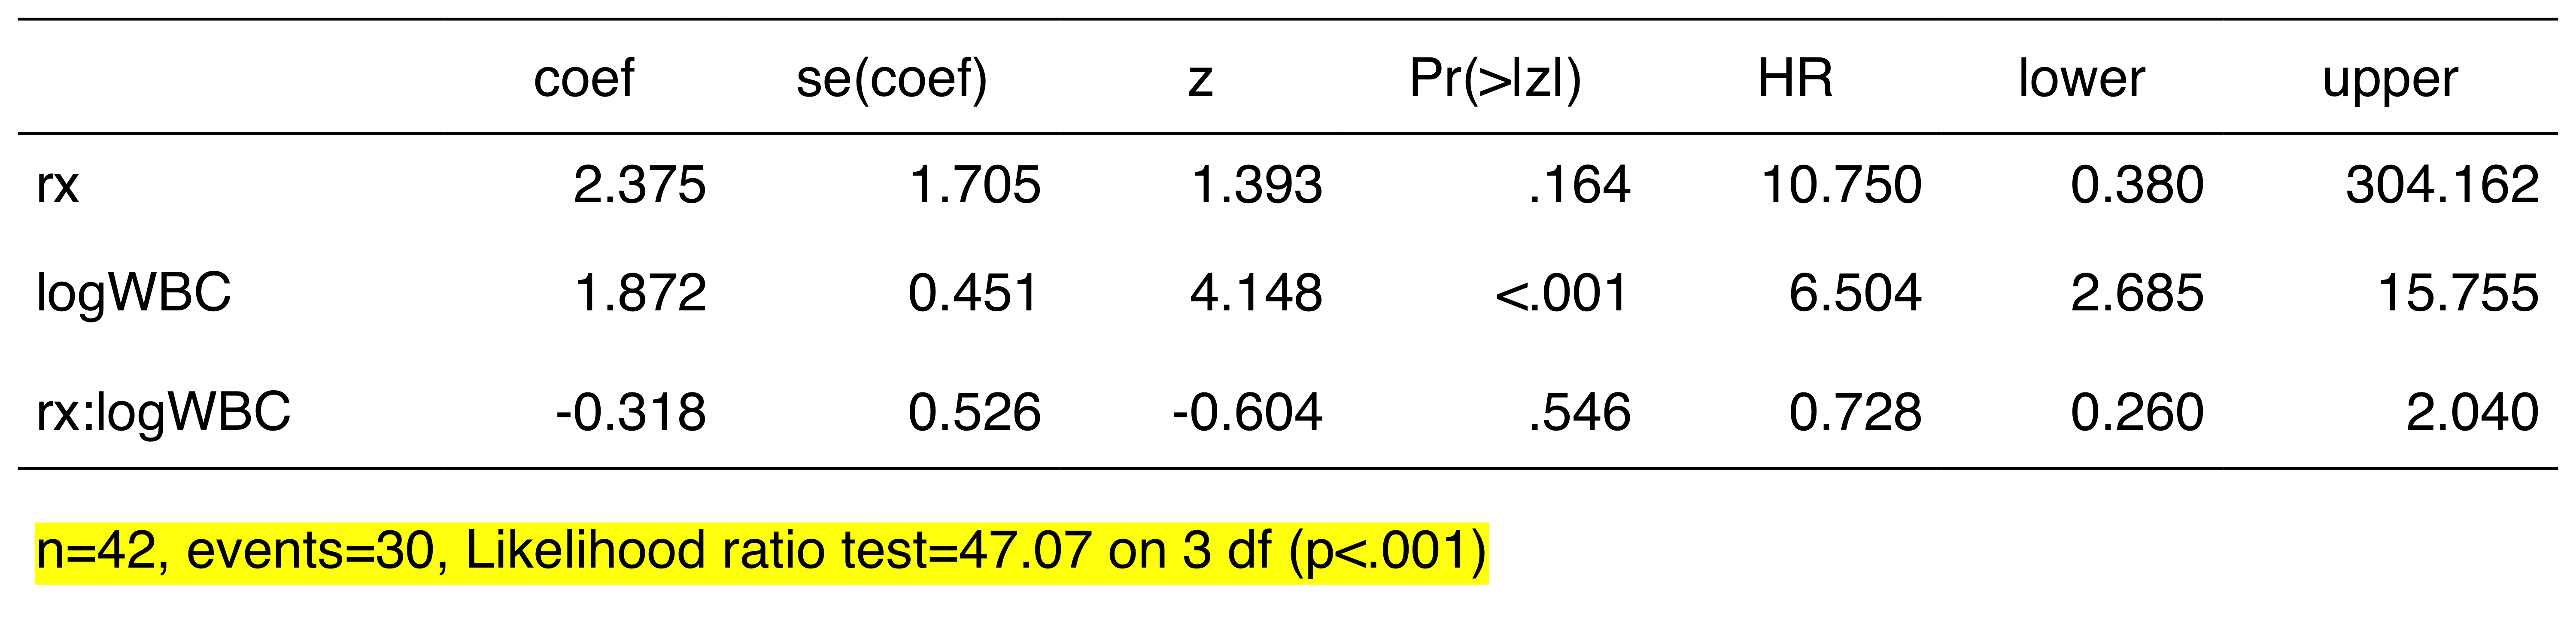 coef se(coef) z Pr(>|z|) HR lower upper
rx 2.375 1.705 1.393 .164 10.750 0.380 304.162
logWBC 1.872 0.451 4.148 <.001 6.504 2.685 15.755
rx:logWBC -0.318 0.526 -0.604 .546 0.728 0.260 2.040
n=42, events=30, Likelihood ratio test=47.07 on 3 df (p<.001)